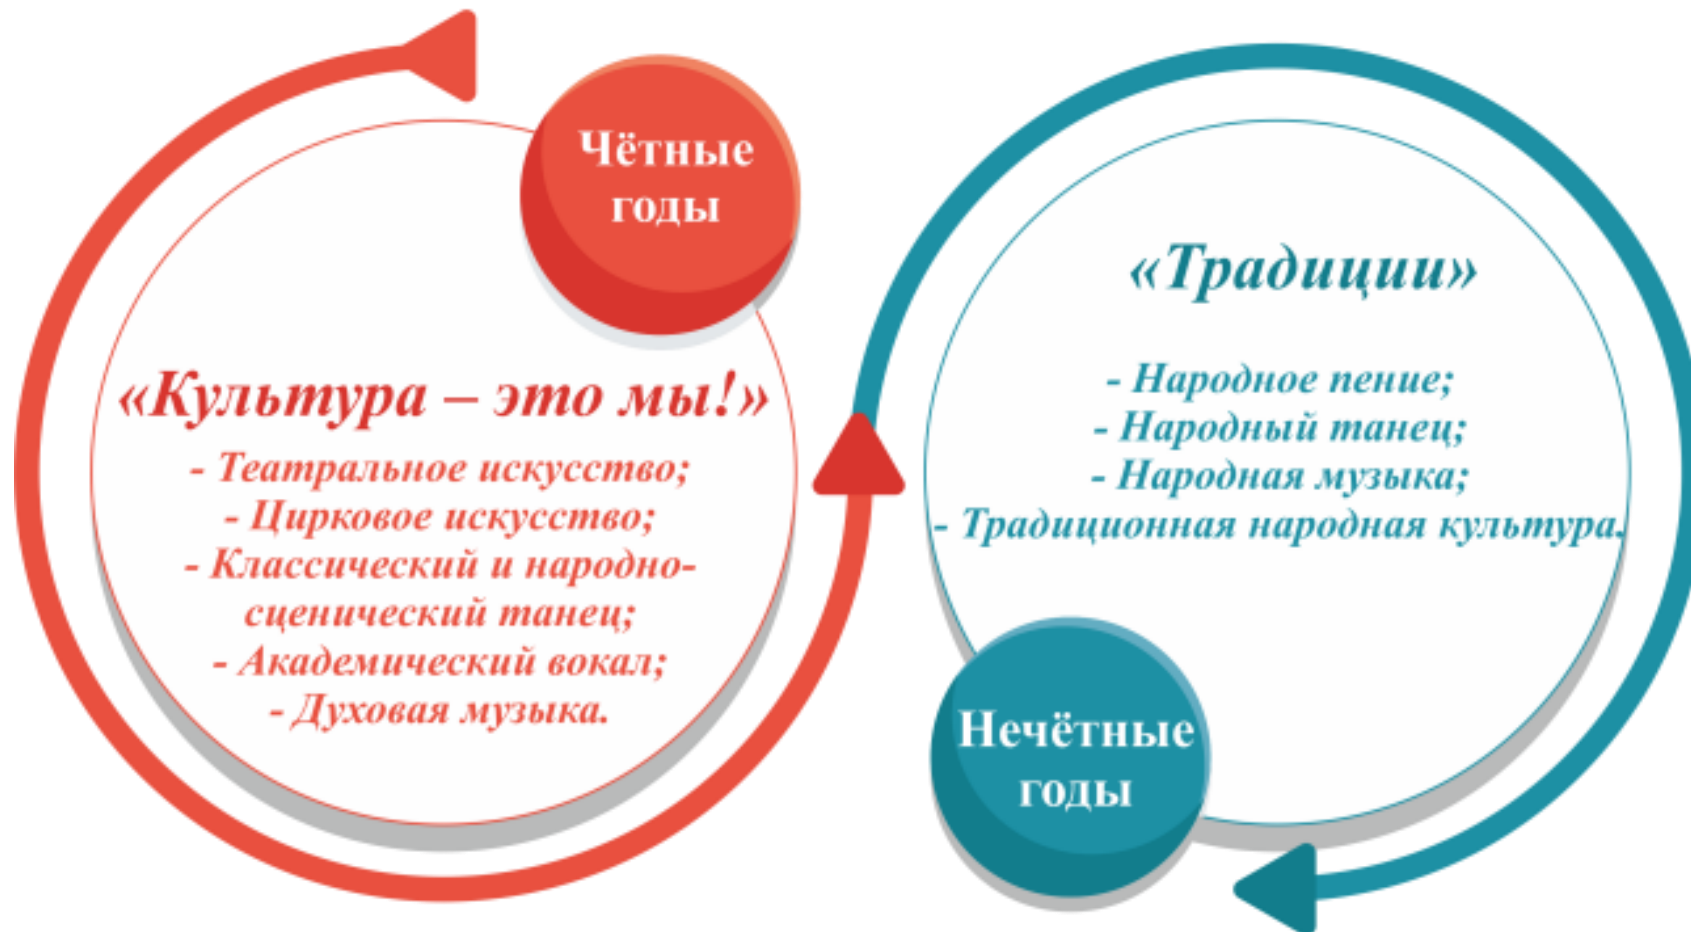 Чётные
годы
«Культура – это мы!»
- Театральное искусство;
- Цирковое искусство;
- Классический и народно-
сценический танец;
- Академический вокал;
- Духовая музыка.
«Традиции»
- Народное пение;
- Народный танец;
- Народная музыка;
- Традиционная народная культура.
Нечётные
годы